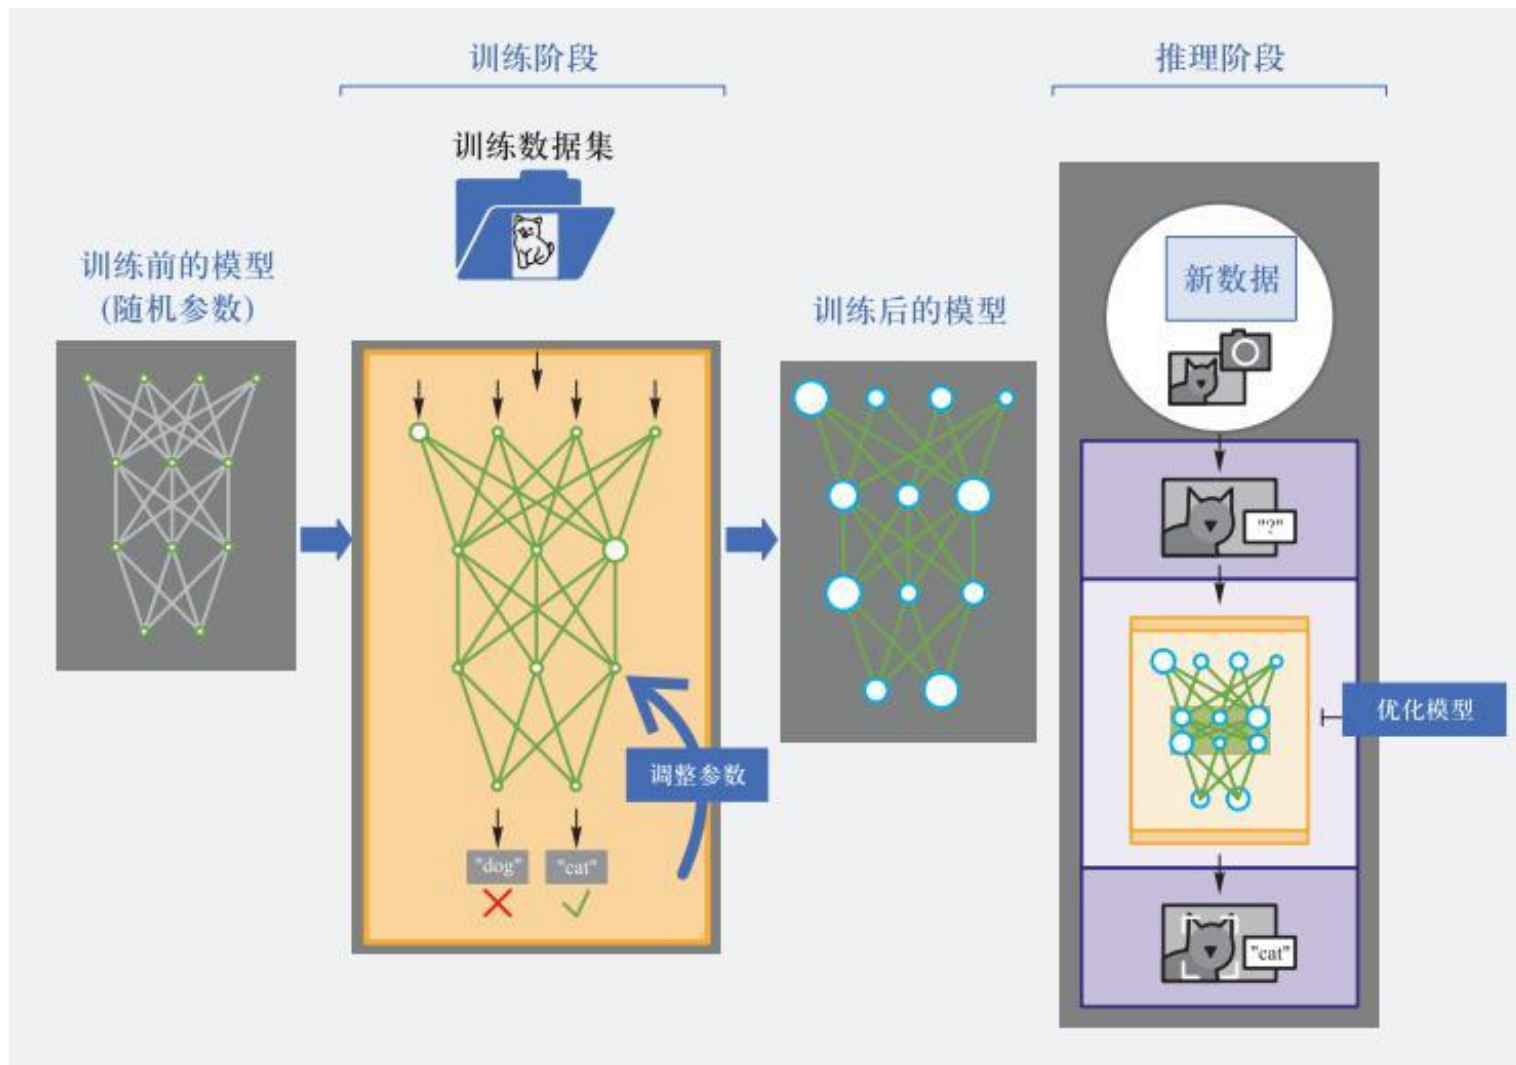 训练阶段
推理阶段
训练数据集
训练前的模型
(随机参数)
训练后的模型
新数据
"?"
优化模型
调整参数
"dog"
"cat"
"cat"